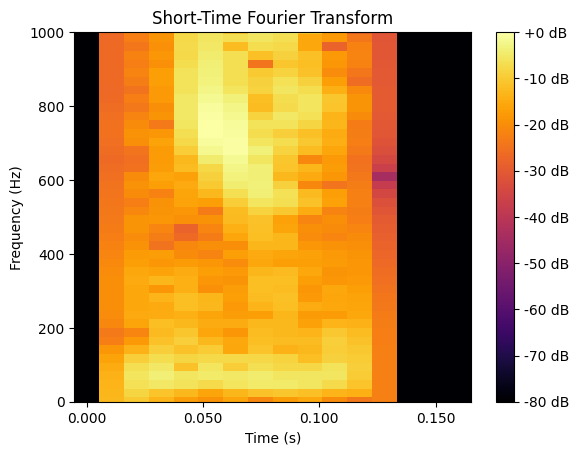 Short-Time Fourier Transform
1000
800
600
400
200
0
Frequency (Hz)
0.000
0.050
0.100
0.150
Time (s)
+0 dB
-10 dB
-20 dB
-30 dB
-40 dB
-50 dB
-60 dB
-70 dB
-80 dB